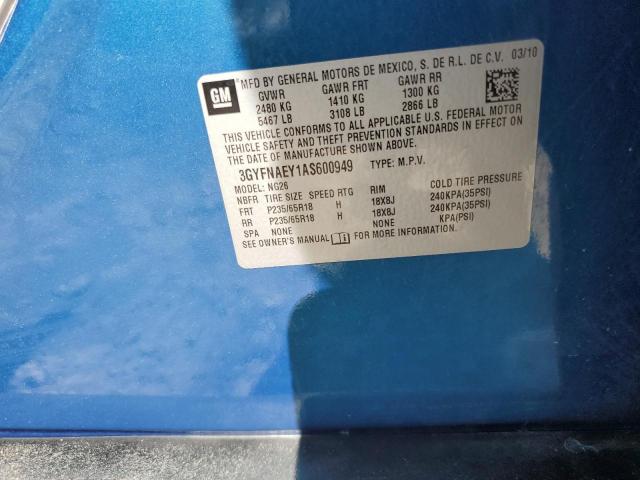 GM
MFD BY GENERAL MOTORS DE MEXICO, S. DE R.L. DE C.V. 03/10
GVWR GAWR FRT GAWR RR
2480 KG 1410 KG 1300 KG
5467 LB 3108 LB 2866 LB
THIS VEHICLE CONFORMS TO ALL APPLICABLE U.S. FEDERAL MOTOR
VEHICLE SAFETY AND THEFT PREVENTION STANDARDS IN EFFECT ON
THE DATE OF MANUFACTURE SHOWN ABOVE.
3GYFNAEY1AS600949 TYPE: M.P.V.
NG26
NBFR TIRE SIZE SPEED RTG RIM COLD TIRE PRESSURE
FRT P235/65R18 H 18X8J 240KPA(35PSI)
RR P235/65R18 H 18X8J 240KPA(35PSI)
SPA NONE NONE KPA(PSI)
SEE OWNER'S MANUAL FOR MORE INFORMATION.